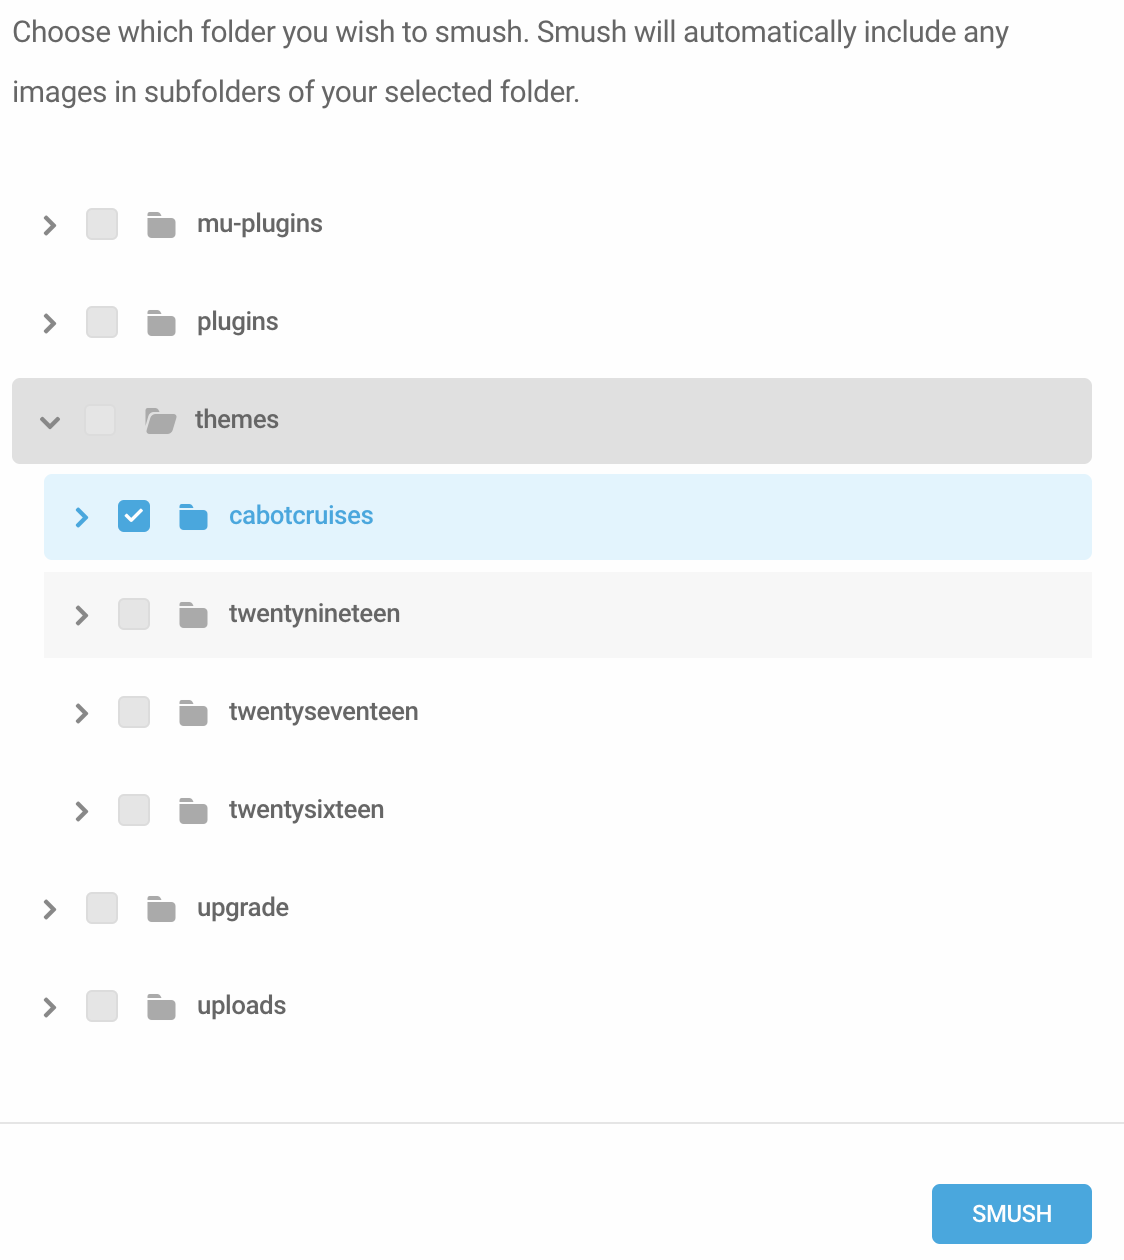 Choose which folder you wish to smush. Smush will automatically include any
images in subfolders of your selected folder.
mu-plugins
plugins
themes
cabotcruises
twentynineteen
twentyseventeen
twentysixteen
upgrade
uploads
SMUSH